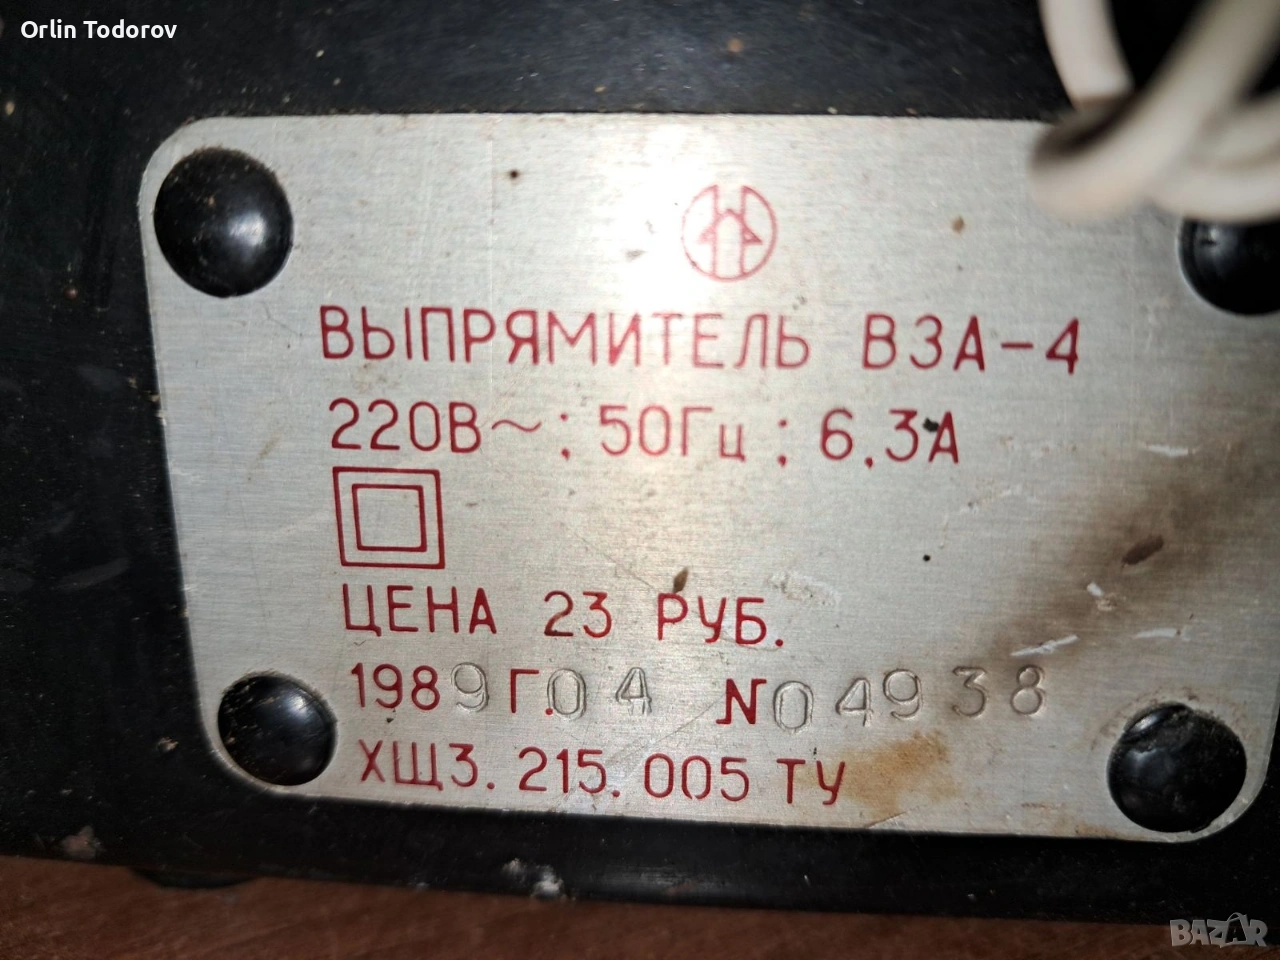 Orlin Todorov
ВЫПРЯМИТЕЛЬ ВЗА-4
220В~; 50Гц; 6,3А
ЦЕНА 23 РУБ.
1989Г.04 N04938
ХЩ3.215.005 ТУ
BAZAR